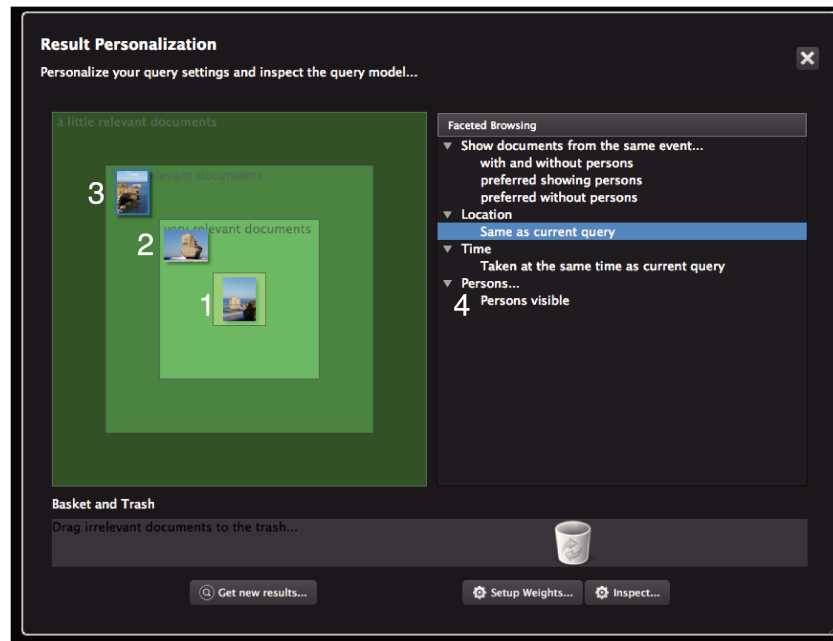 Result Personalization
Personalize your query settings and inspect the query model...
a little relevant documents
levant documents
3
very relevant documents
2
1
Faceted Browsing
Show documents from the same event...
with and without persons
preferred showing persons
preferred without persons
Location
Same as current query
Time
Taken at the same time as current query
Persons...
4 Persons visible
Basket and Trash
Drag irrelevant documents to the trash...
Get new results...
Setup Weights...
Inspect...